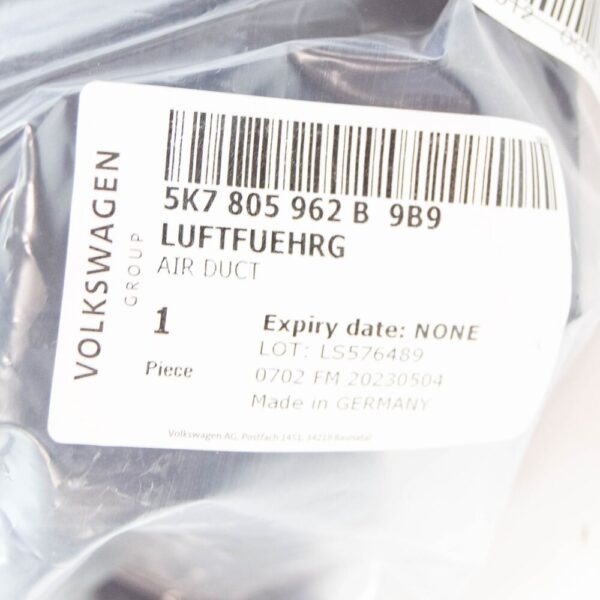 VOLKSWAGEN
GROUP
5K7 805 962 B 9B9
LUFTFUEHRG
AIR DUCT
1
Piece
Expiry date: NONE
LOT: LS576489
0702 FM 20230504
Made in GERMANY
Volkswagen AG, Postfach 1451, 34219 Baunatal